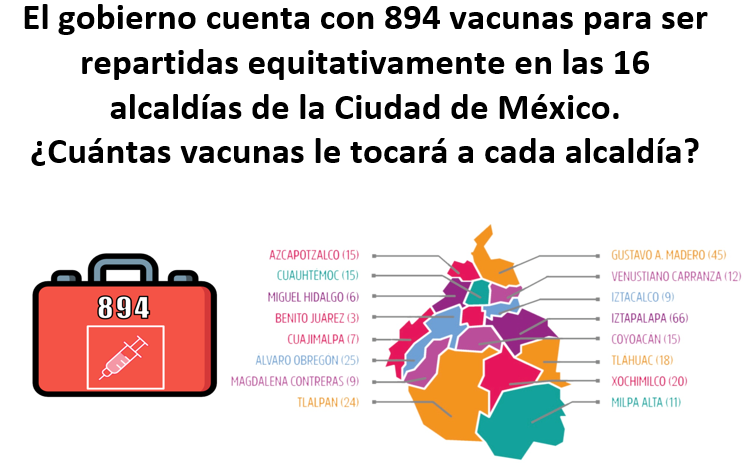 El gobierno cuenta con 894 vacunas para ser
repartidas equitativamente en las 16
alcaldías de la Ciudad de México.
¿Cuántas vacunas le tocará a cada alcaldía?
894
AZCAPOTZALCO (15)
CUAUHTEMOC (15)
MIGUEL HIDALGO (6)
BENITO JUAREZ (3)
CUAJIMALPA (7)
ALVARO OBREGON (25)
MAGDALENA CONTRERAS (9)
TLALPAN (24)
GUSTAVO A. MADERO (45)
VENUSTIANO CARRANZA (12)
IZTACALCO (9)
IZTAPALAPA (66)
COYOACAN (15)
TLAHUAC (18)
XOCHIMILCO (20)
MILPA ALTA (11)